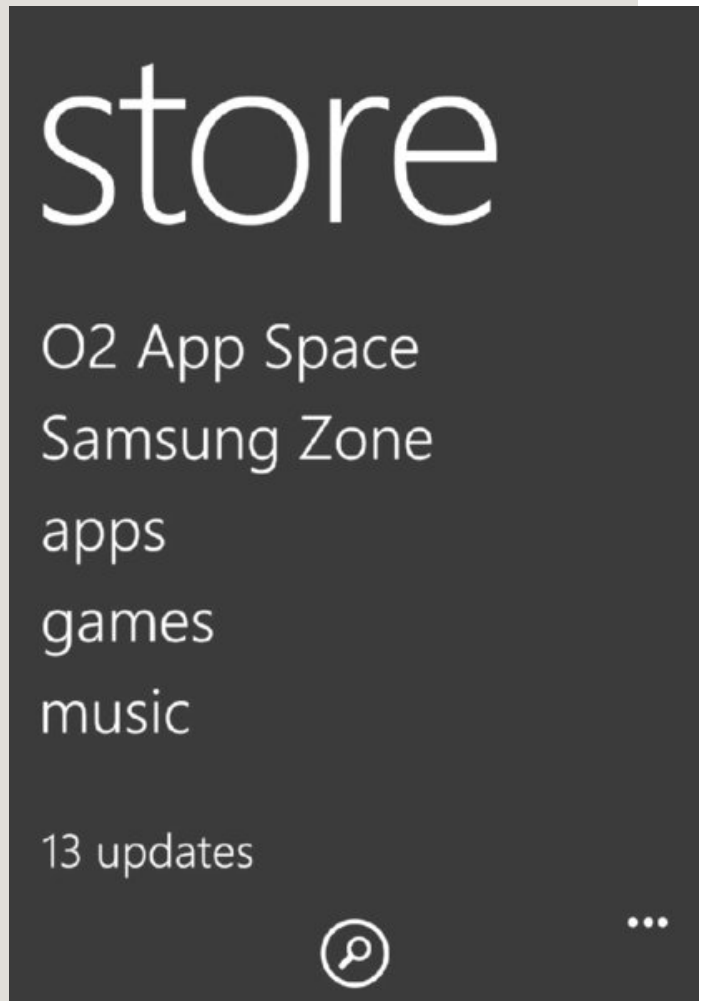 store
O2 App Space
Samsung Zone
apps
games
music
13 updates